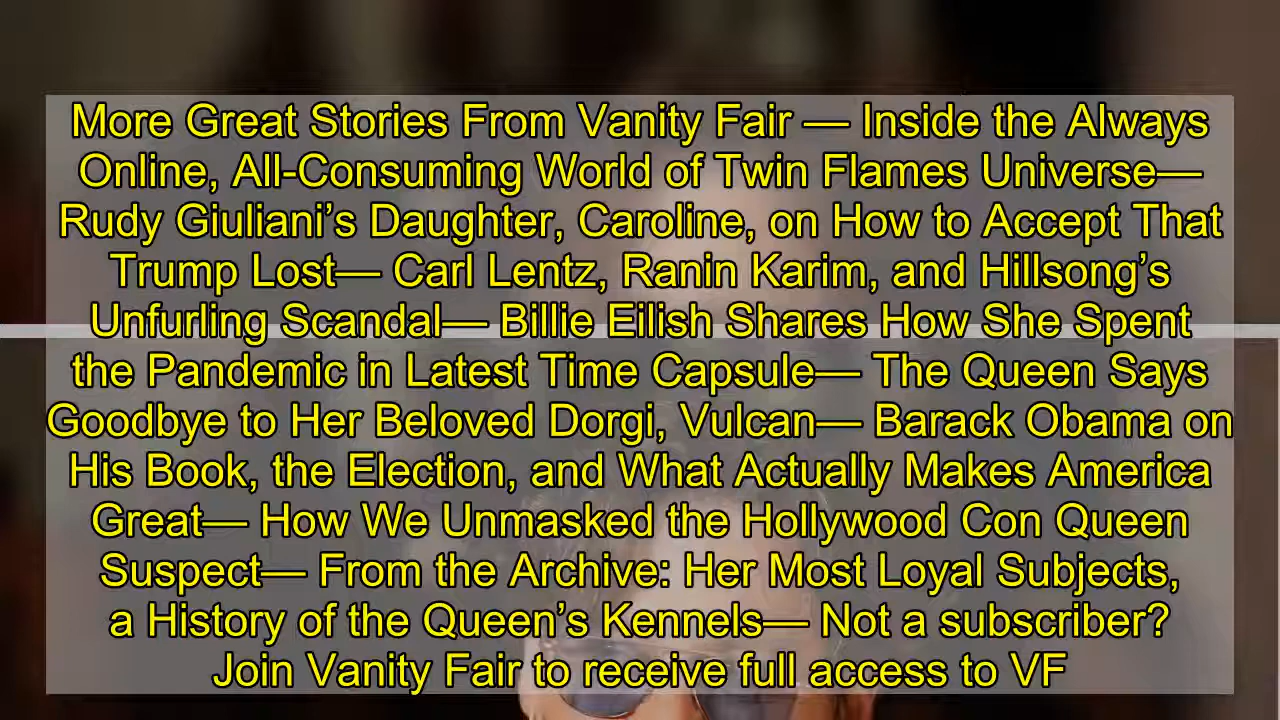 More Great Stories From Vanity Fair — Inside the Always
Online, All-Consuming World of Twin Flames Universe—
Rudy Giuliani’s Daughter, Caroline, on How to Accept That
Trump Lost— Carl Lentz, Ranin Karim, and Hillsong’s
Unfurling Scandal— Billie Eilish Shares How She Spent
the Pandemic in Latest Time Capsule— The Queen Says
Goodbye to Her Beloved Dorgi, Vulcan— Barack Obama on
His Book, the Election, and What Actually Makes America
Great— How We Unmasked the Hollywood Con Queen
Suspect— From the Archive: Her Most Loyal Subjects,
a History of the Queen’s Kennels— Not a subscriber?
Join Vanity Fair to receive full access to VF